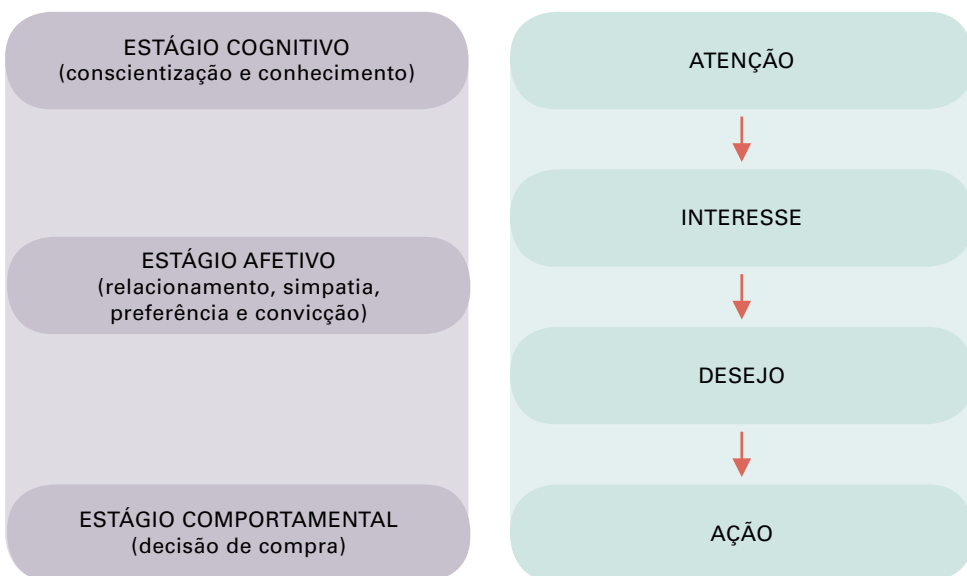 ESTÁGIO COGNITIVO
(conscientização e conhecimento)
ATENÇÃO
INTERESSE
ESTÁGIO AFETIVO
(relacionamento, simpatia,
preferência e convicção)
DESEJO
ESTÁGIO COMPORTAMENTAL
(decisão de compra)
AÇÃO